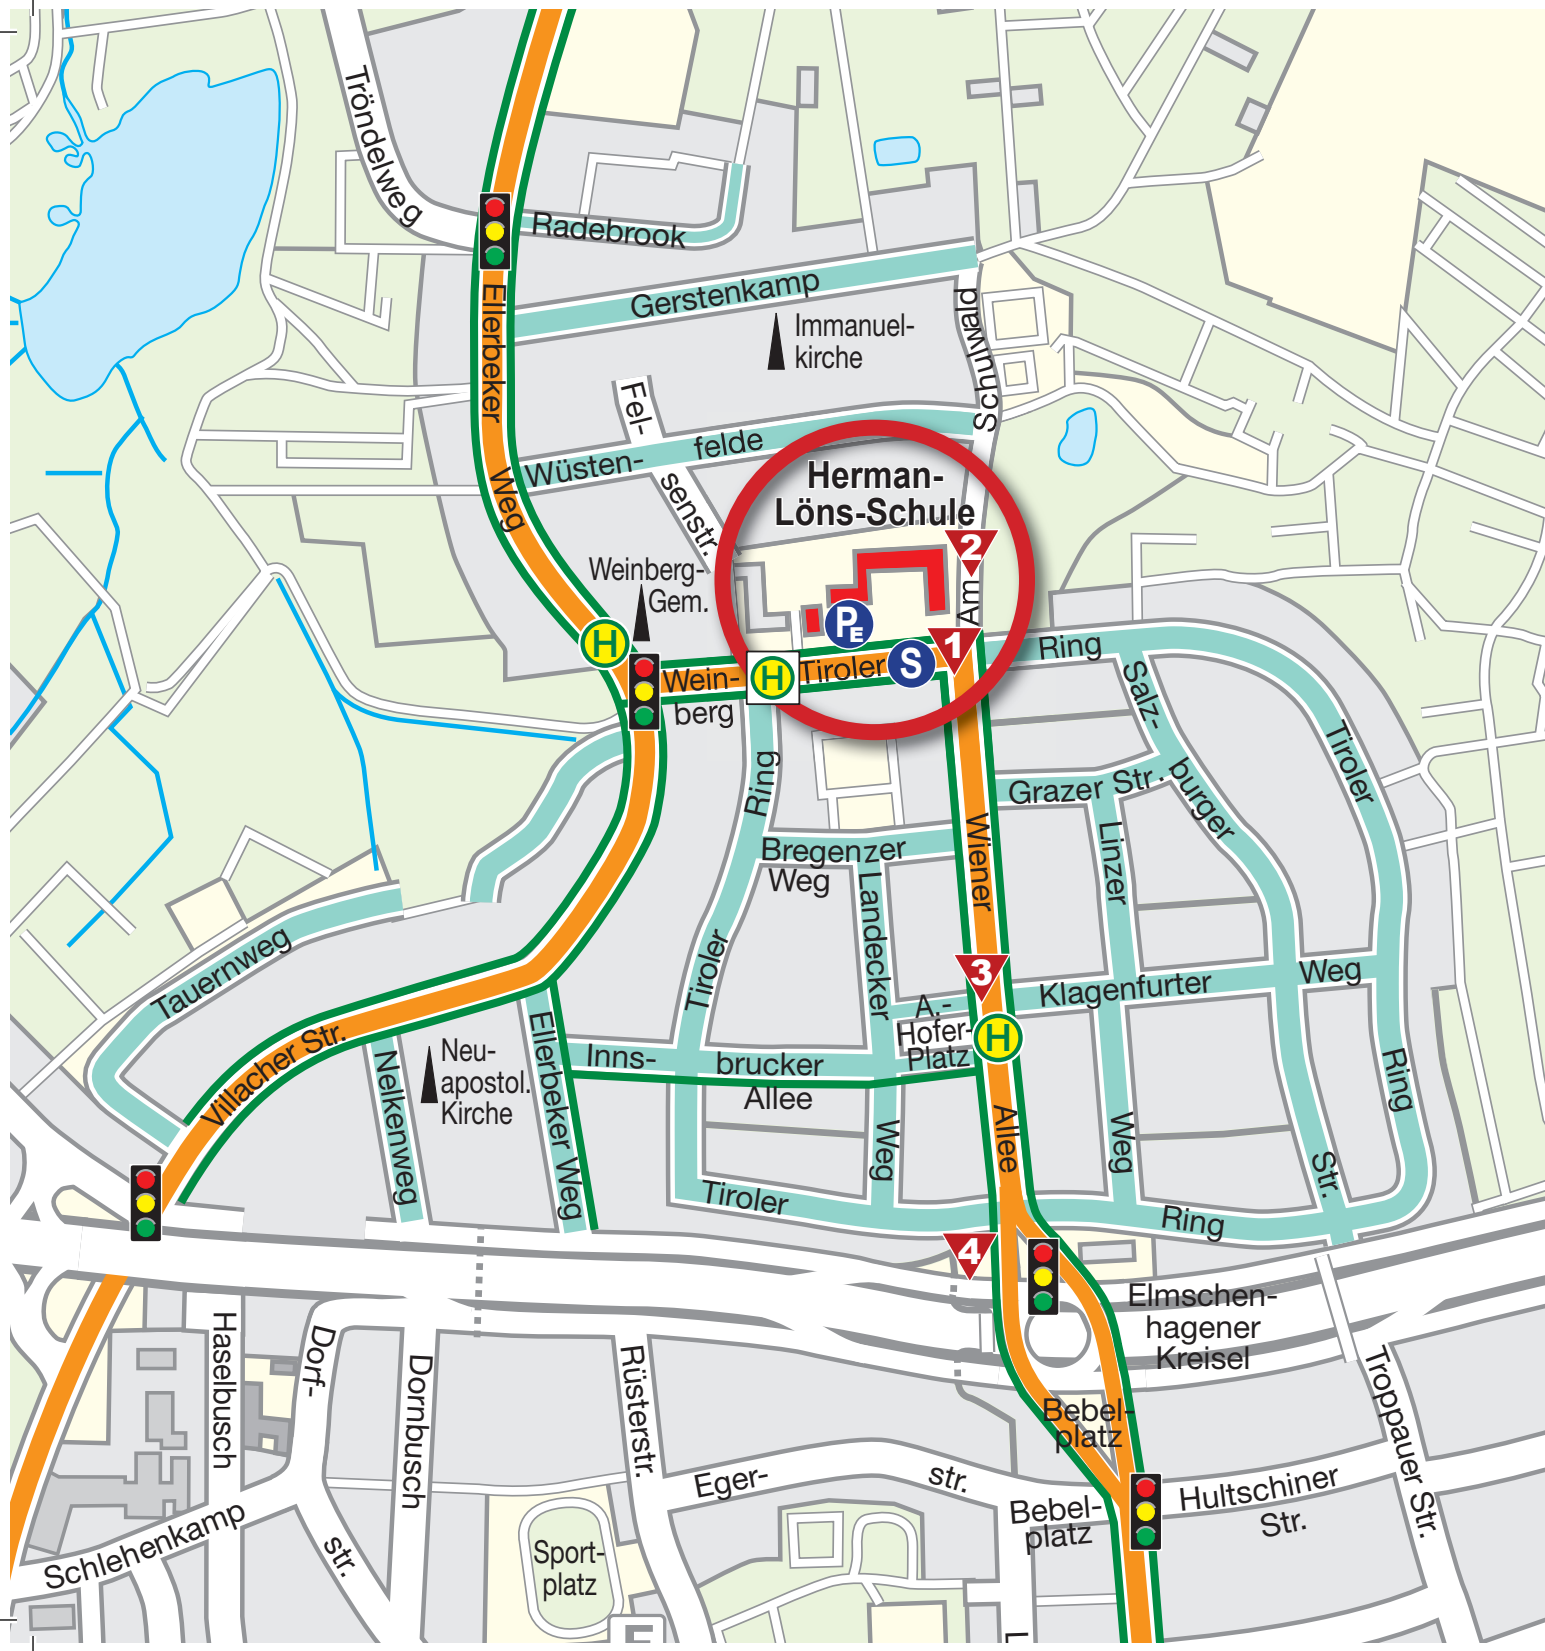 Tröndelweg
Radebrook
Gerstenkamp
Ellerbeker
Weg
Immanuel-
kirche
Schulwald
Am
Fel-
senstr.
Wüsten-
felde
Herman-
Löns-Schule
2
Weinberg-
Gem.
H
PE
1
S
Wein-
berg
H
Tiroler
Ring
Ring
Salz-
burger
Tiroler
Ring
Grazer Str.
Bregenzer
Weg
Landecker
Wiener
Linzer
Tauernweg
Tiroler
3
Klagenfurter
Weg
A.-
Hofer-
Platz
H
Villacher Str.
Nelkenweg
Neu-
apostol.
Kirche
Ellerbeker Weg
Inns-
brucker
Allee
Allee
Weg
Weg
Str.
Tiroler
Ring
4
Elmschen-
hagener
Kreisel
Haselbusch
Dorf-
str.
Dornbusch
Rüsterstr.
Troppauer Str.
Bebel-
platz
Eger-
str.
Bebel-
platz
Hultschiner
Str.
Schlehenkamp
Sport-
platz